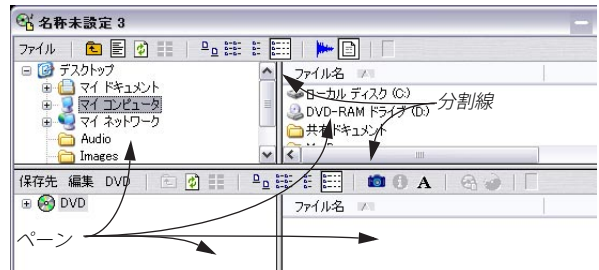 名称未設定 3
ファイル
デスクトップ
マイ ドキュメント
マイ コンピュータ
マイ ネットワーク
Audio
Images
ファイル名
ローカル ディスク (C:)
DVD-RAM ドライブ (D:)
共有ドキュメント
分割線
保存先 編集 DVD
A
DVD
ファイル名
ペーン